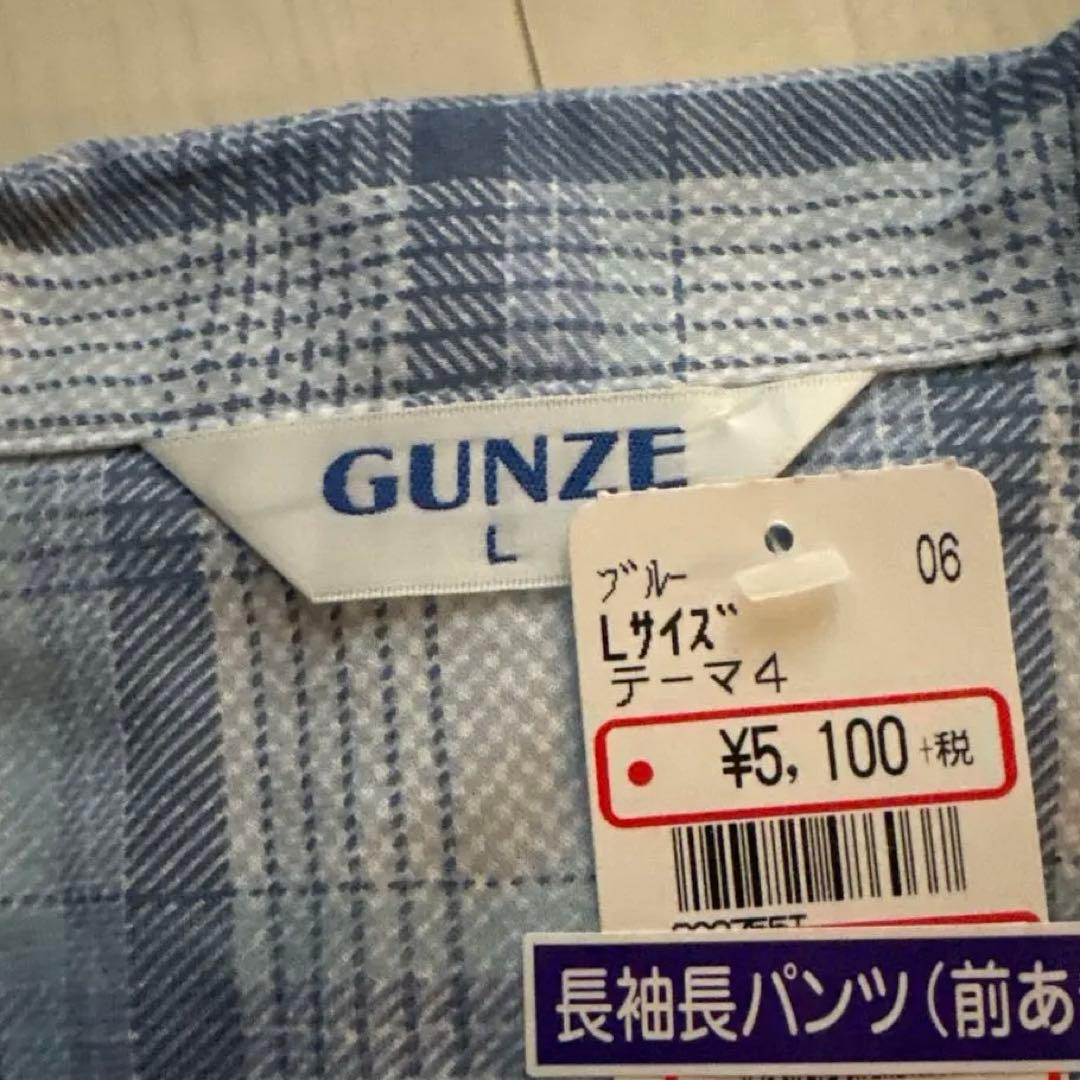 GUNZE
L
ブルー 06
Lサイズ
テーマ4
¥5,100+税
長袖長パンツ(前あ